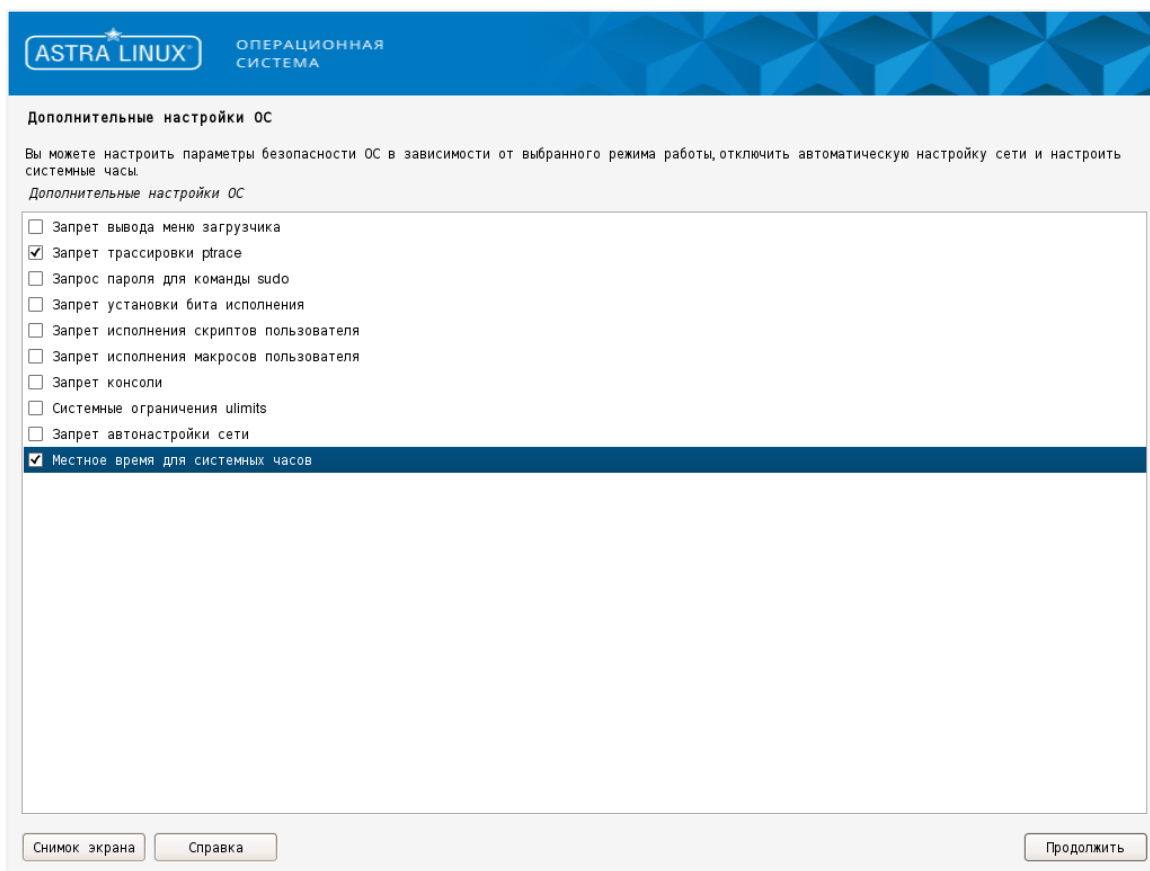 ASTRA LINUX®
ОПЕРАЦИОННАЯ
СИСТЕМА
Дополнительные настройки ОС
Вы можете настроить параметры безопасности ОС в зависимости от выбранного режима работы, отключить автоматическую настройку сети и настроить
системные часы.
Дополнительные настройки ОС
Запрет вывода меню загрузчика
Запрет трассировки ptrace
Запрос пароля для команды sudo
Запрет установки бита исполнения
Запрет исполнения скриптов пользователя
Запрет исполнения макросов пользователя
Запрет консоли
Системные ограничения ulimits
Запрет автонастройки сети
Местное время для системных часов
Снимок экрана
Справка
Продолжить